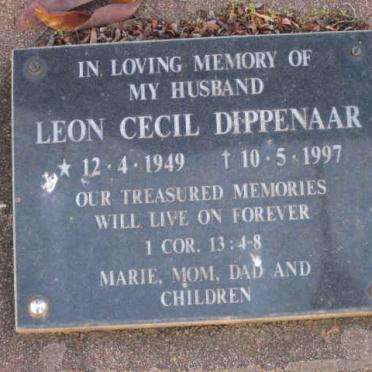 IN LOVING MEMORY OF
MY HUSBAND
LEON CECIL DIPPENAAR
★ 12·4·1949 † 10·5·1997
OUR TREASURED MEMORIES
WILL LIVE ON FOREVER
1 COR. 13:4-8
MARIE, MOM, DAD AND
CHILDREN